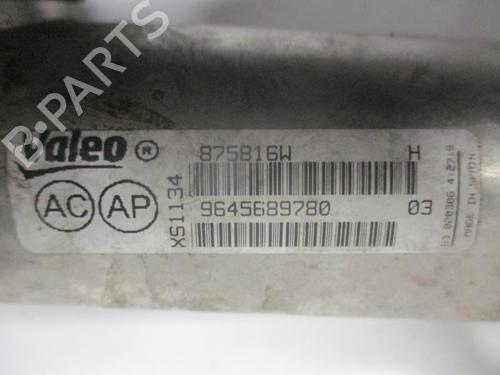 B-PARTS
Valeo ®
875816W H
AC AP
XS1134
9645689780 03
MADE IN SPAIN